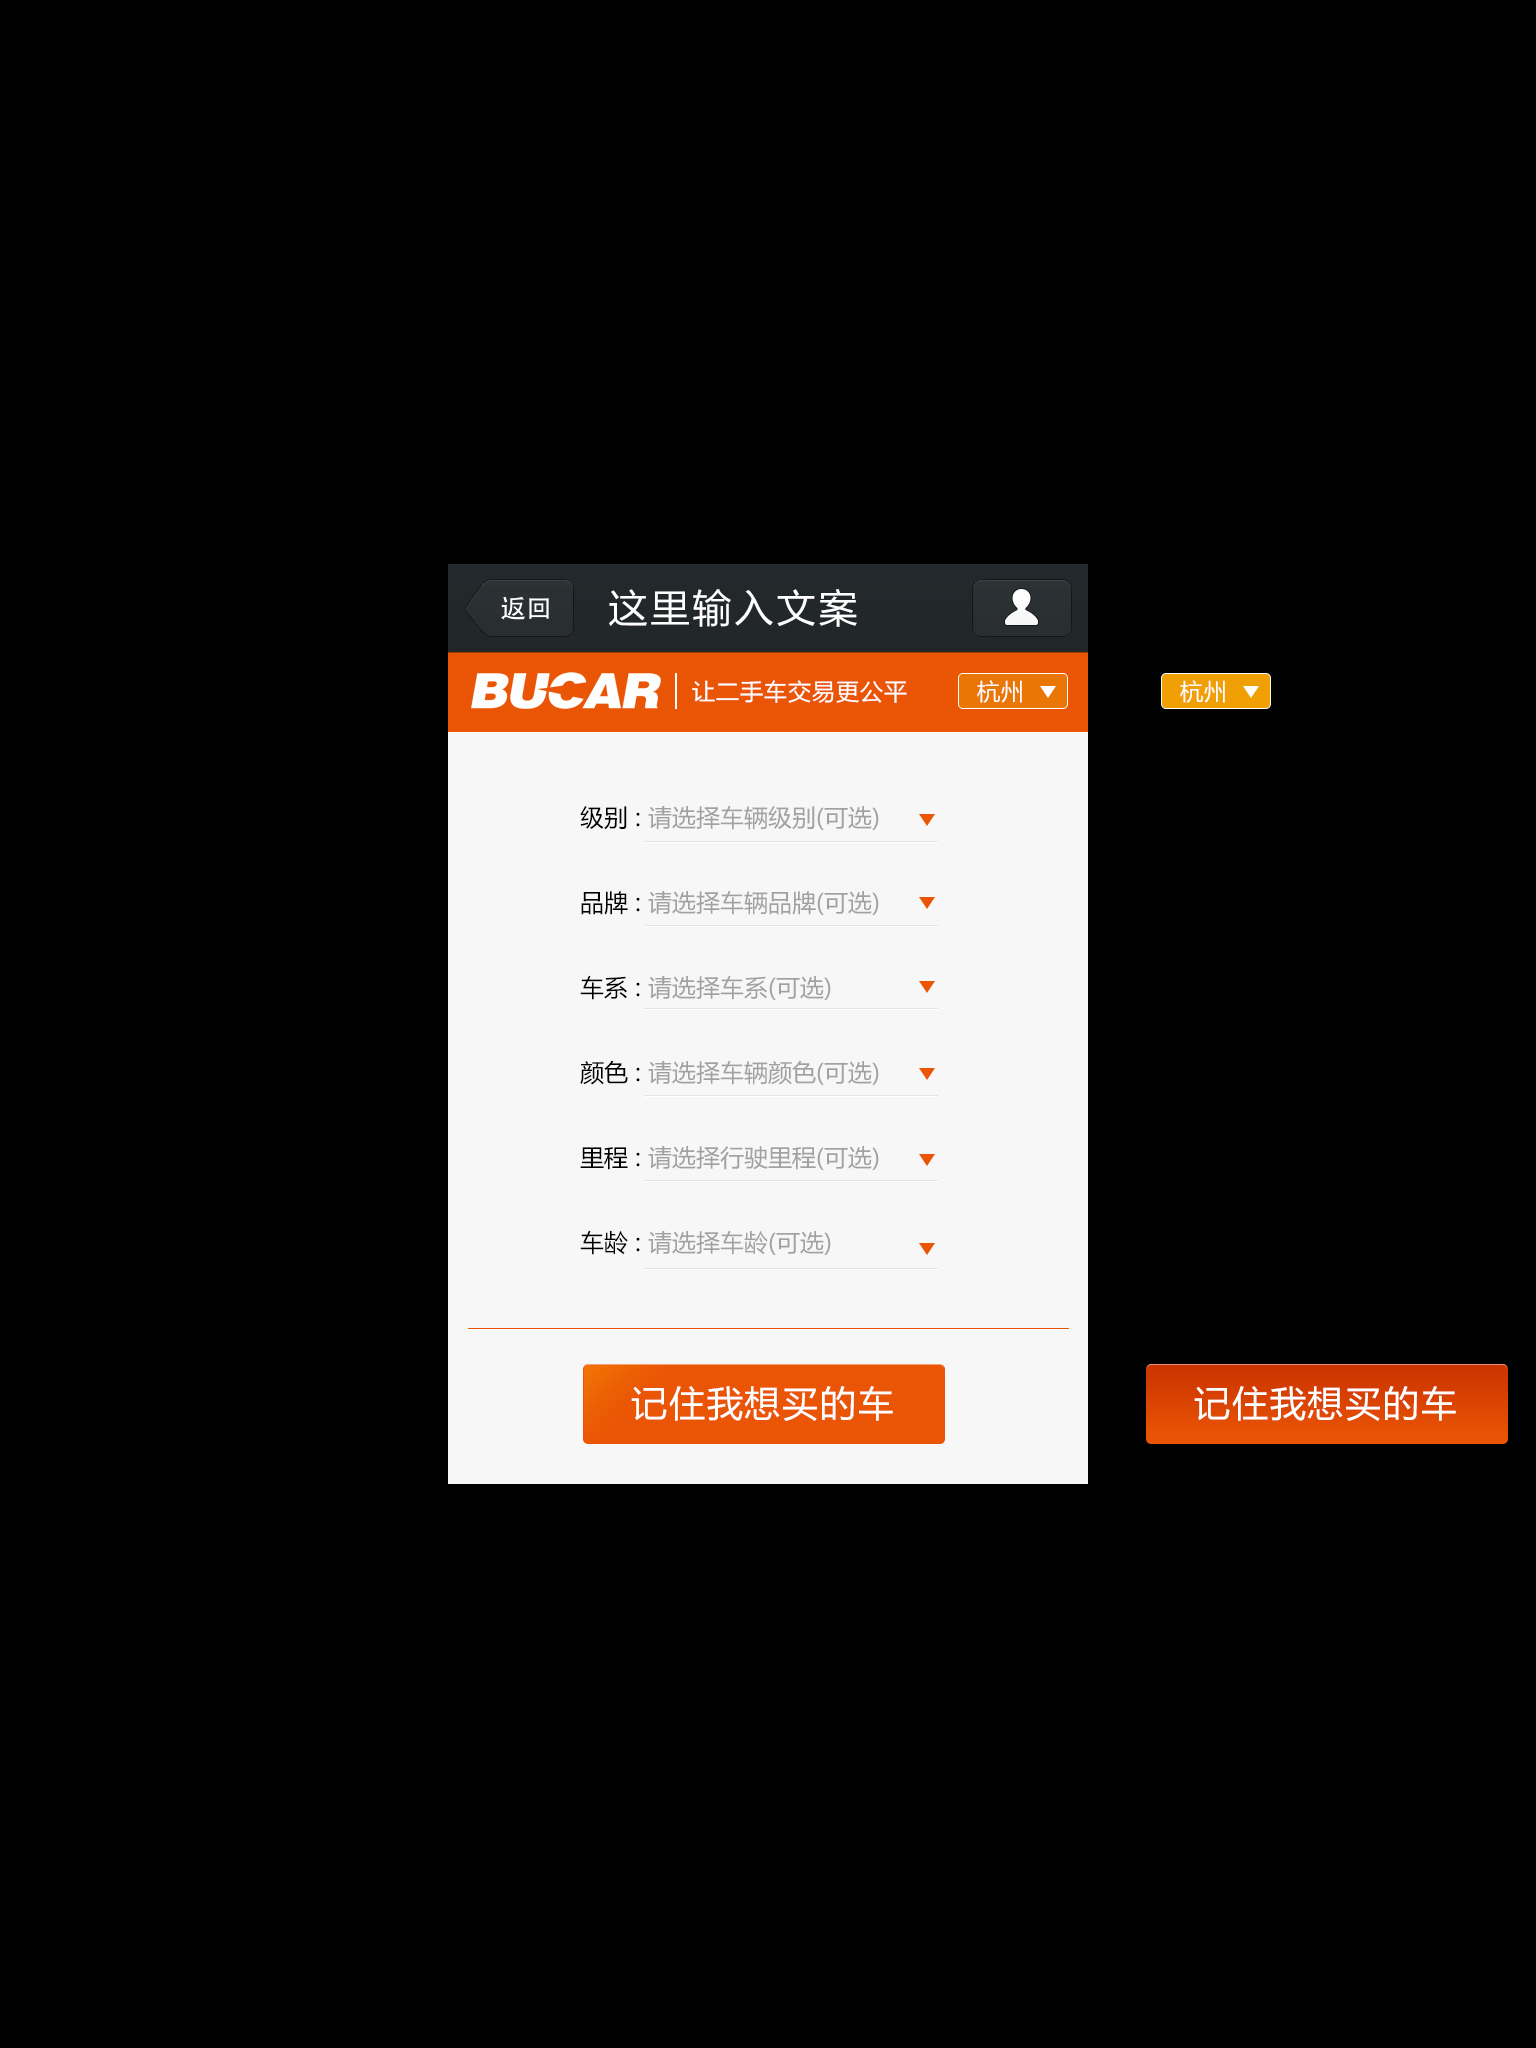 返回 这里输入文案
BUCAR 让二手车交易更公平 杭州 杭州
级别 : 请选择车辆级别(可选)
品牌 : 请选择车辆品牌(可选)
车系 : 请选择车系(可选)
颜色 : 请选择车辆颜色(可选)
里程 : 请选择行驶里程(可选)
车龄 : 请选择车龄(可选)
记住我想买的车 记住我想买的车